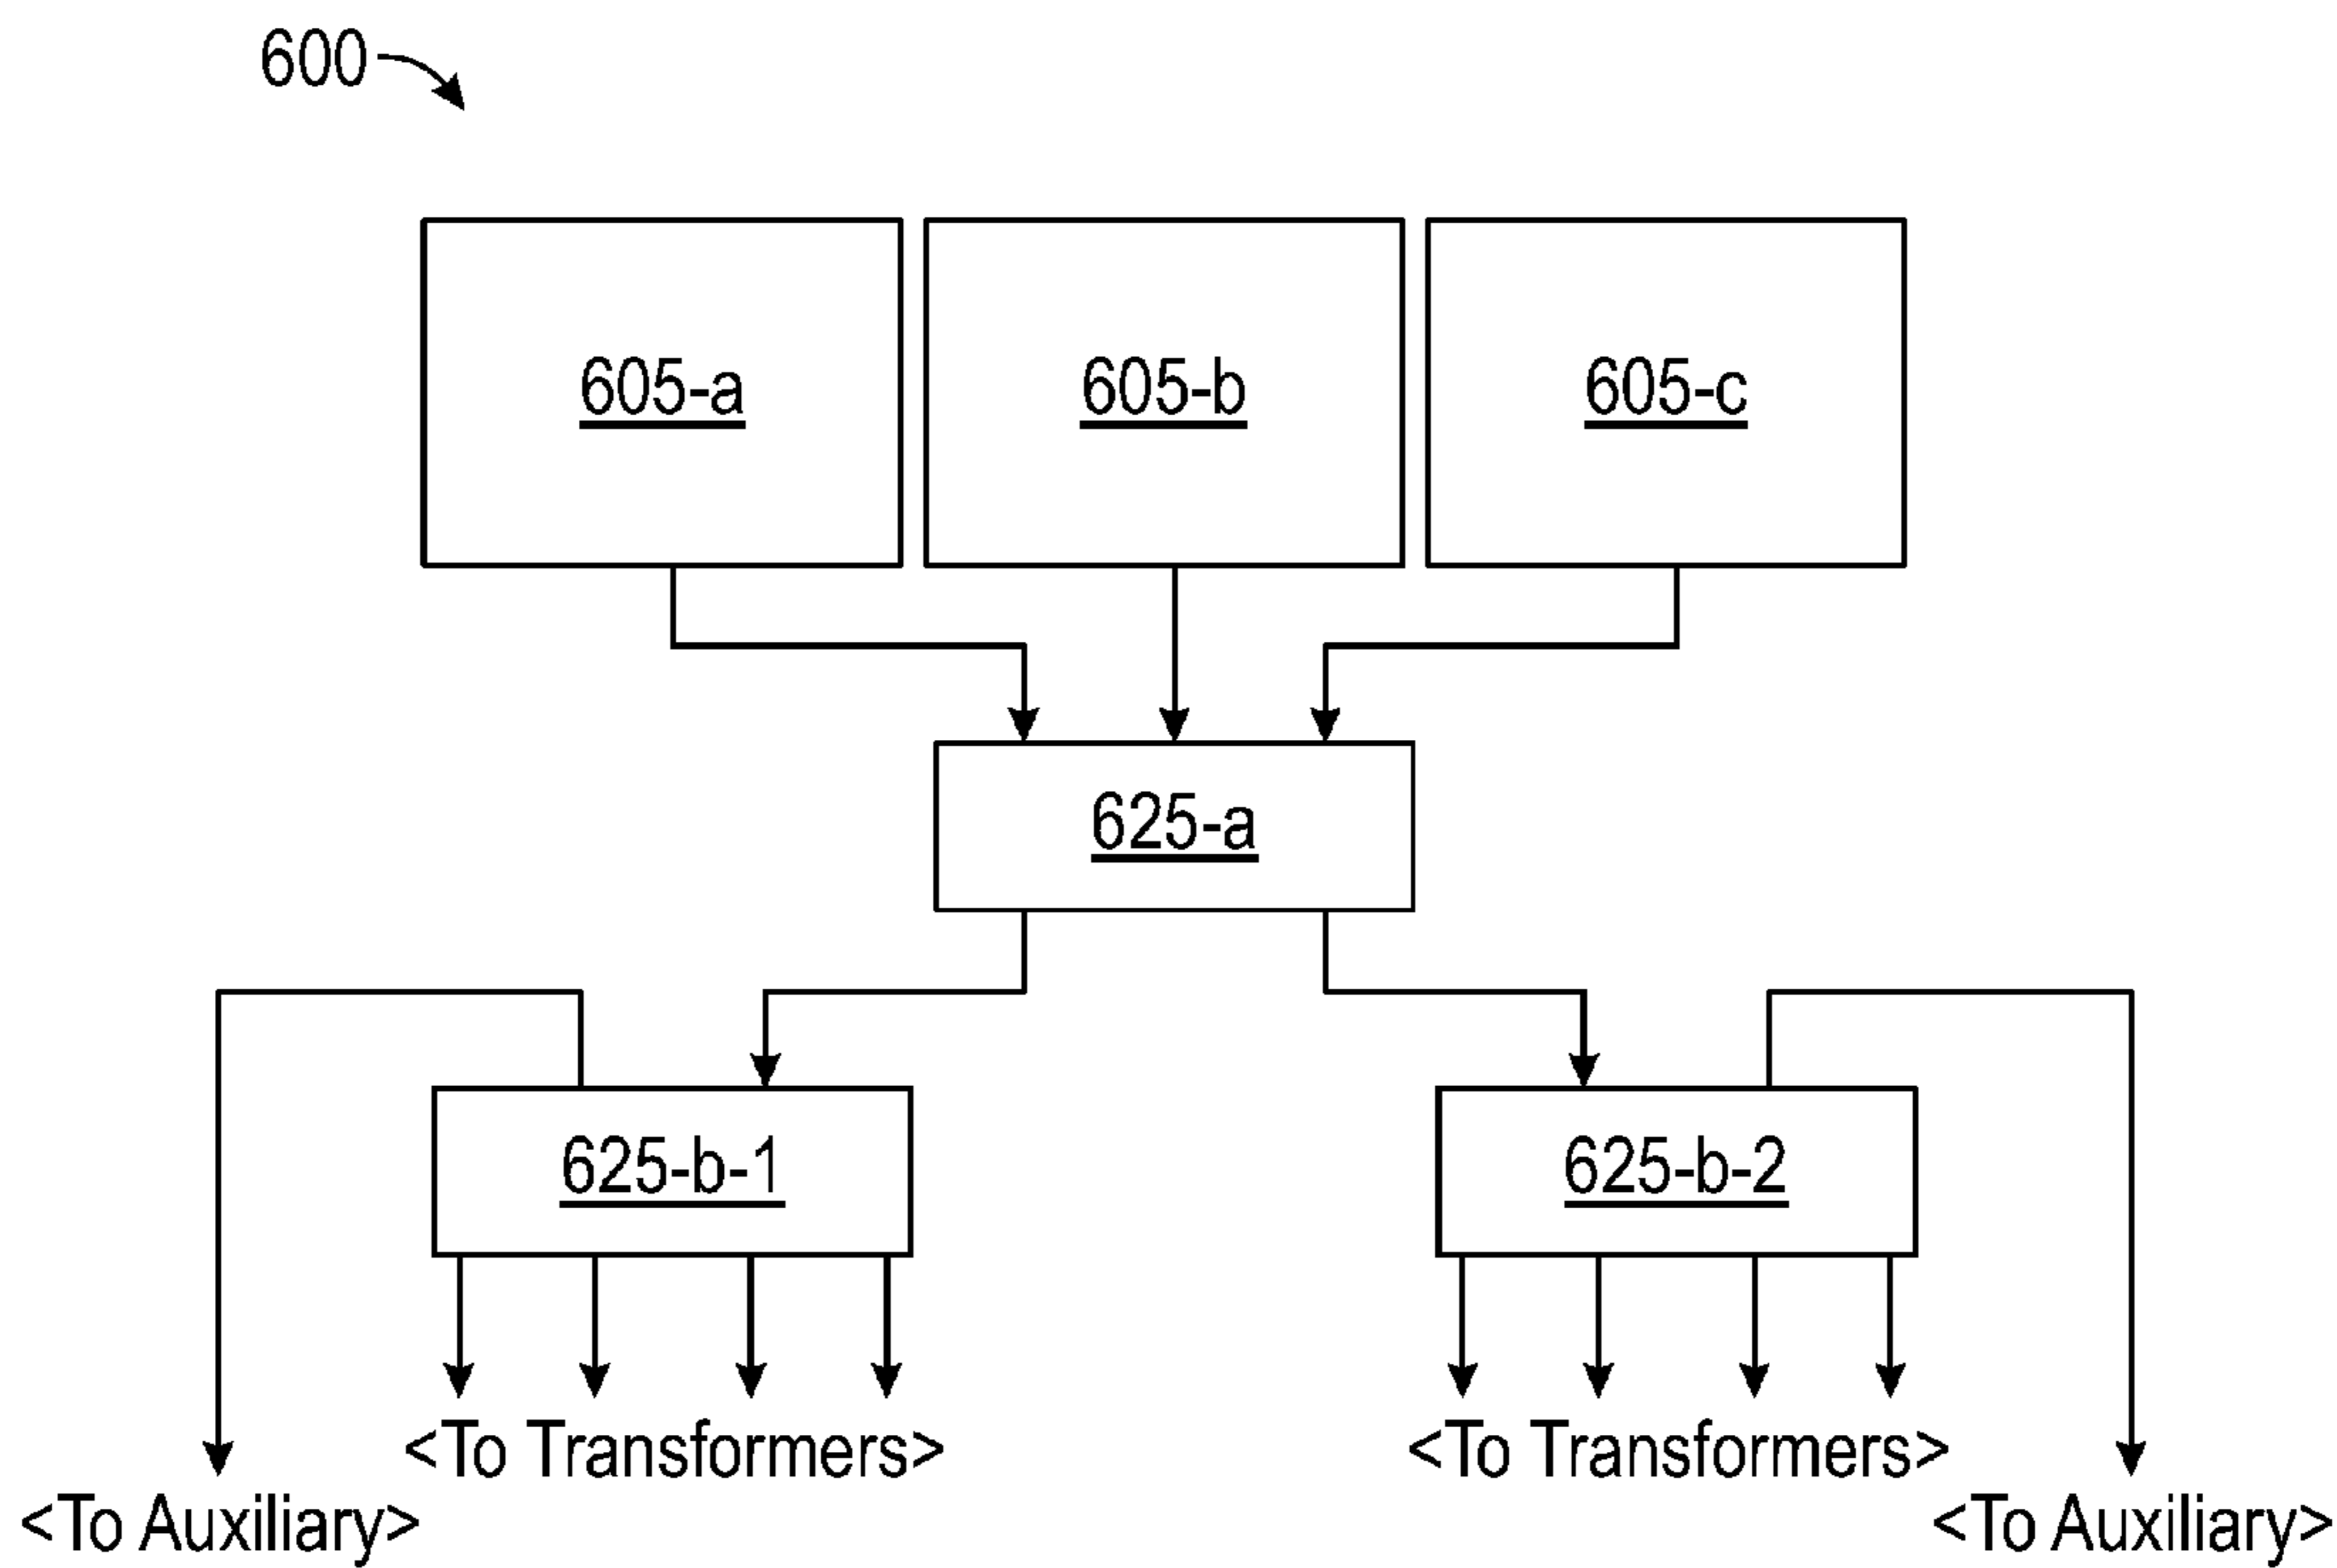 600
605-a
605-b
605-c
625-a
625-b-1
625-b-2
<To Transformers>
<To Transformers>
<To Auxiliary>
<To Auxiliary>